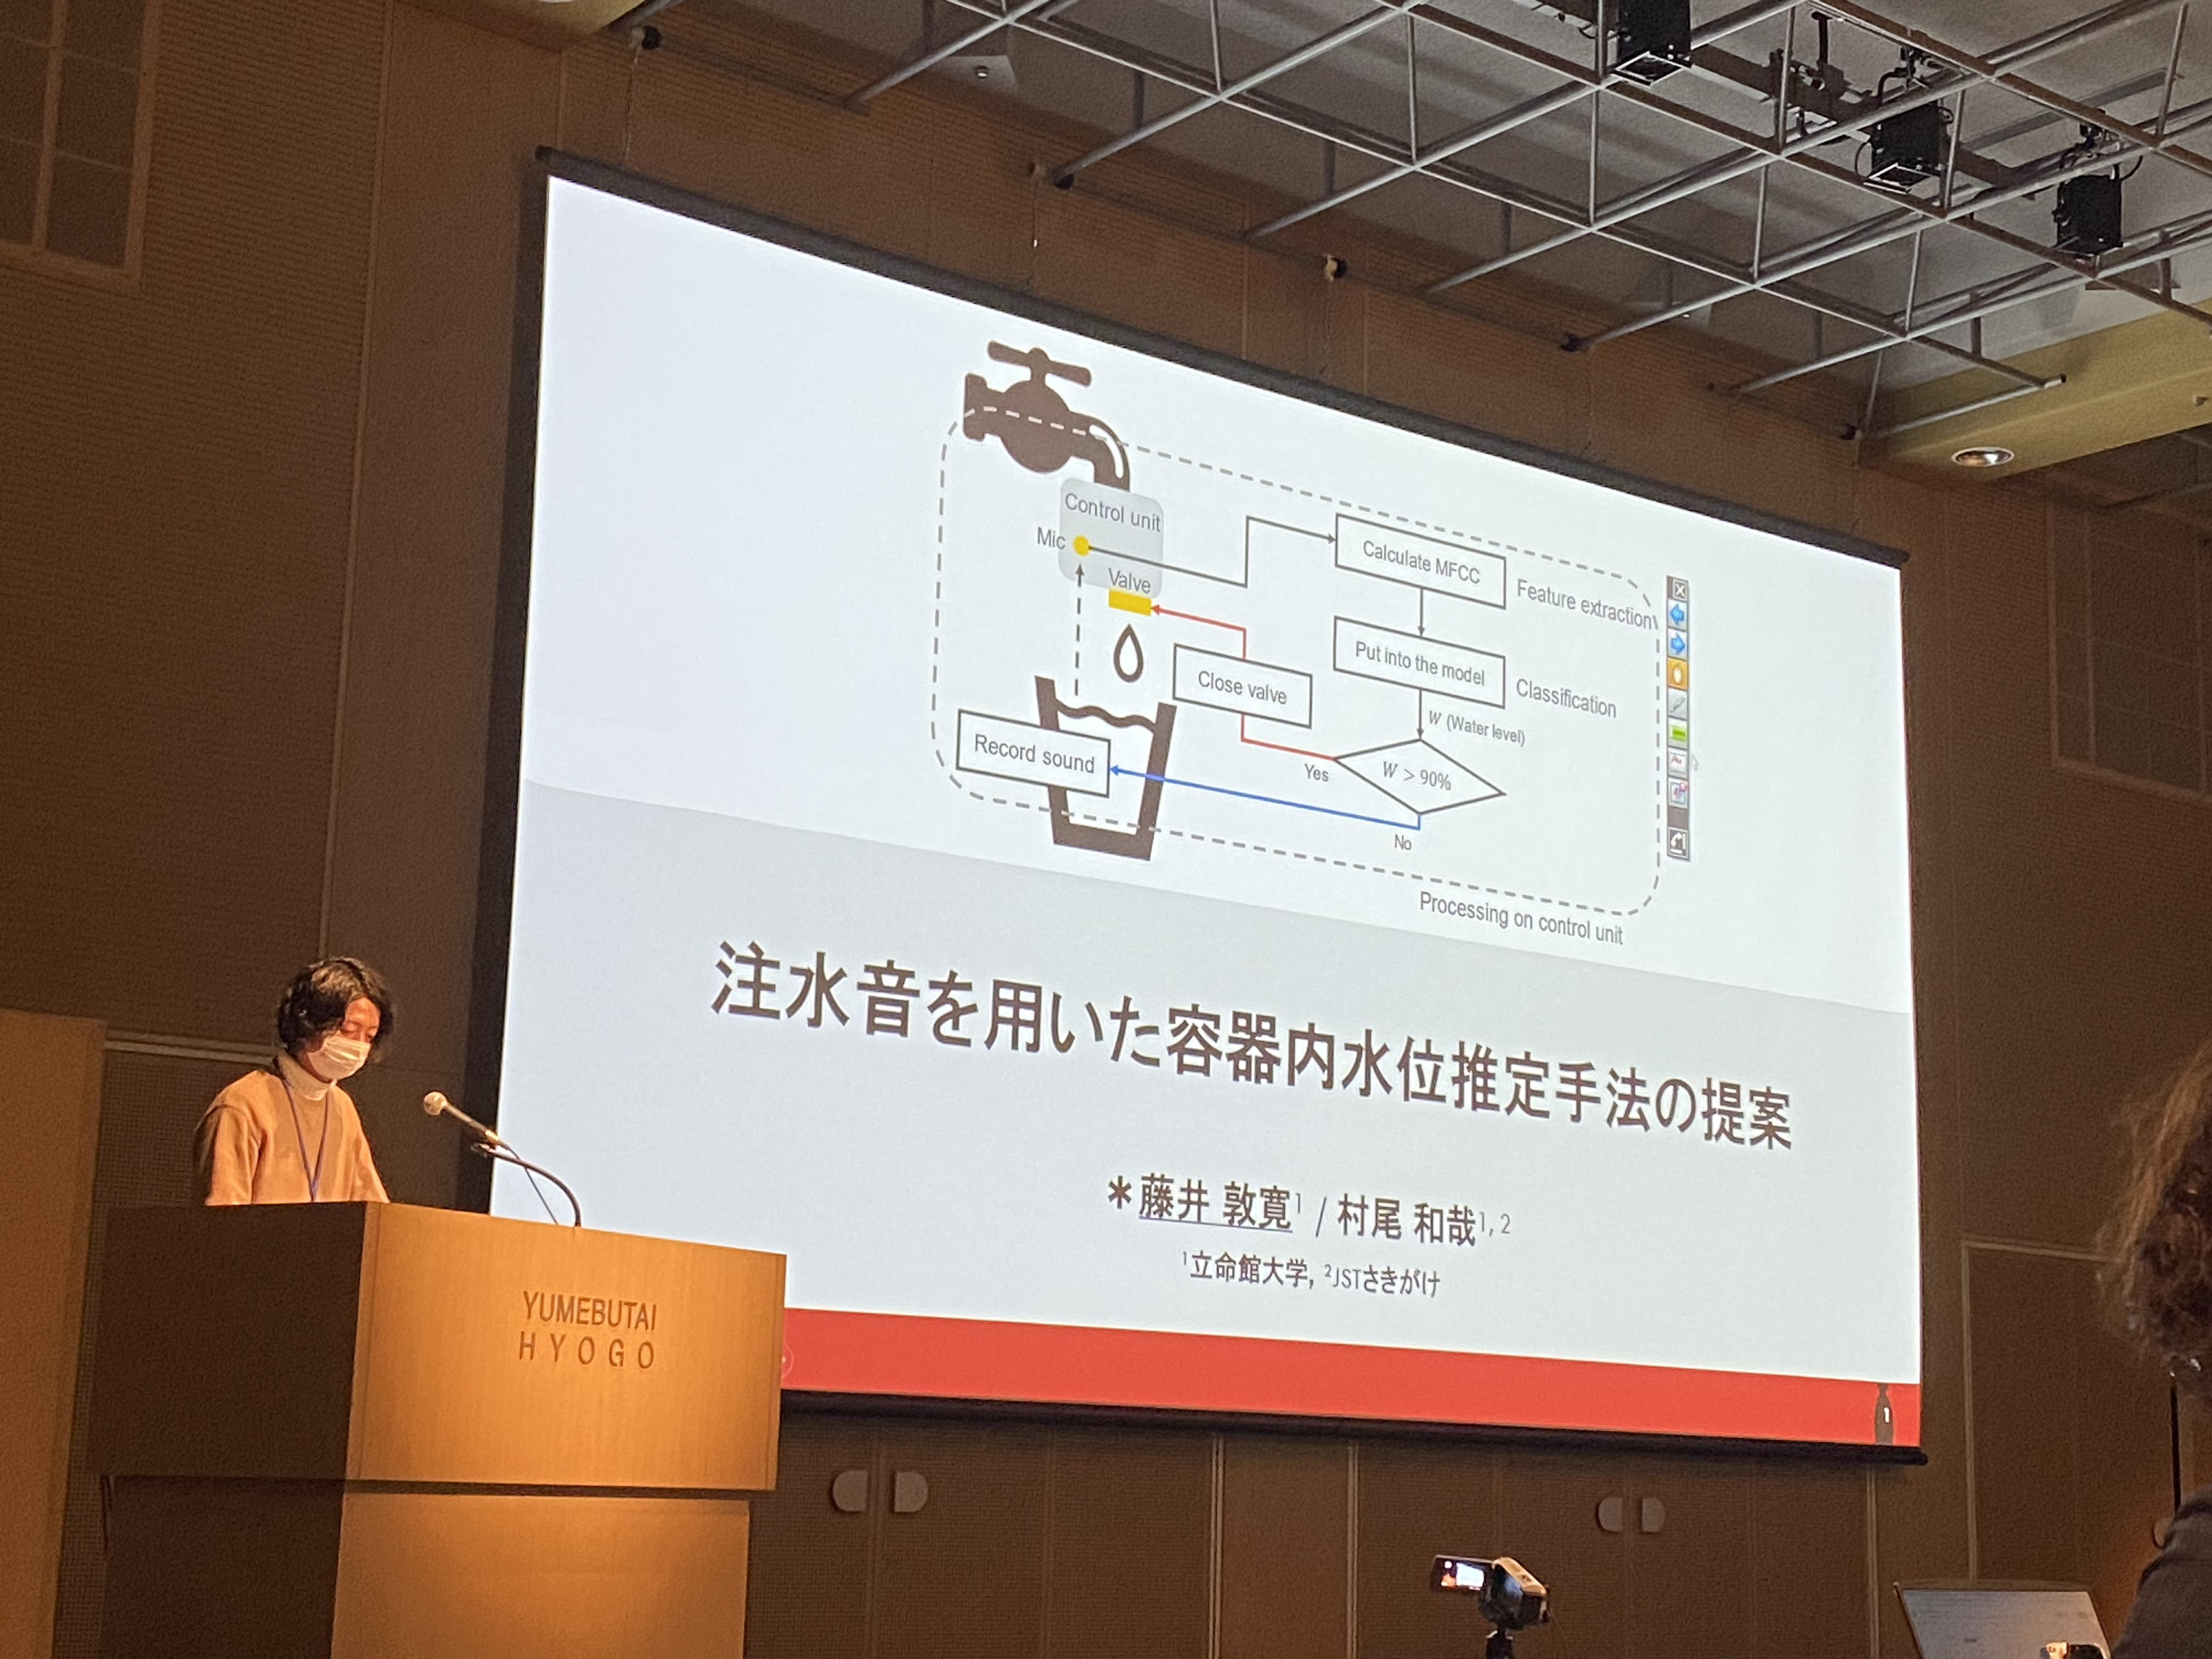 Control unit
Mic
Valve
Calculate MFCC
Feature extraction
Put into the model
Classification
Close valve
W (Water level)
Record sound
W > 90%
Yes
No
Processing on control unit
注水音を用いた容器内水位推定手法の提案
*藤井 敦寛¹ / 村尾 和哉¹,²
¹立命館大学, ²JSTさきがけ
YUMEBUTAI
HYOGO
1